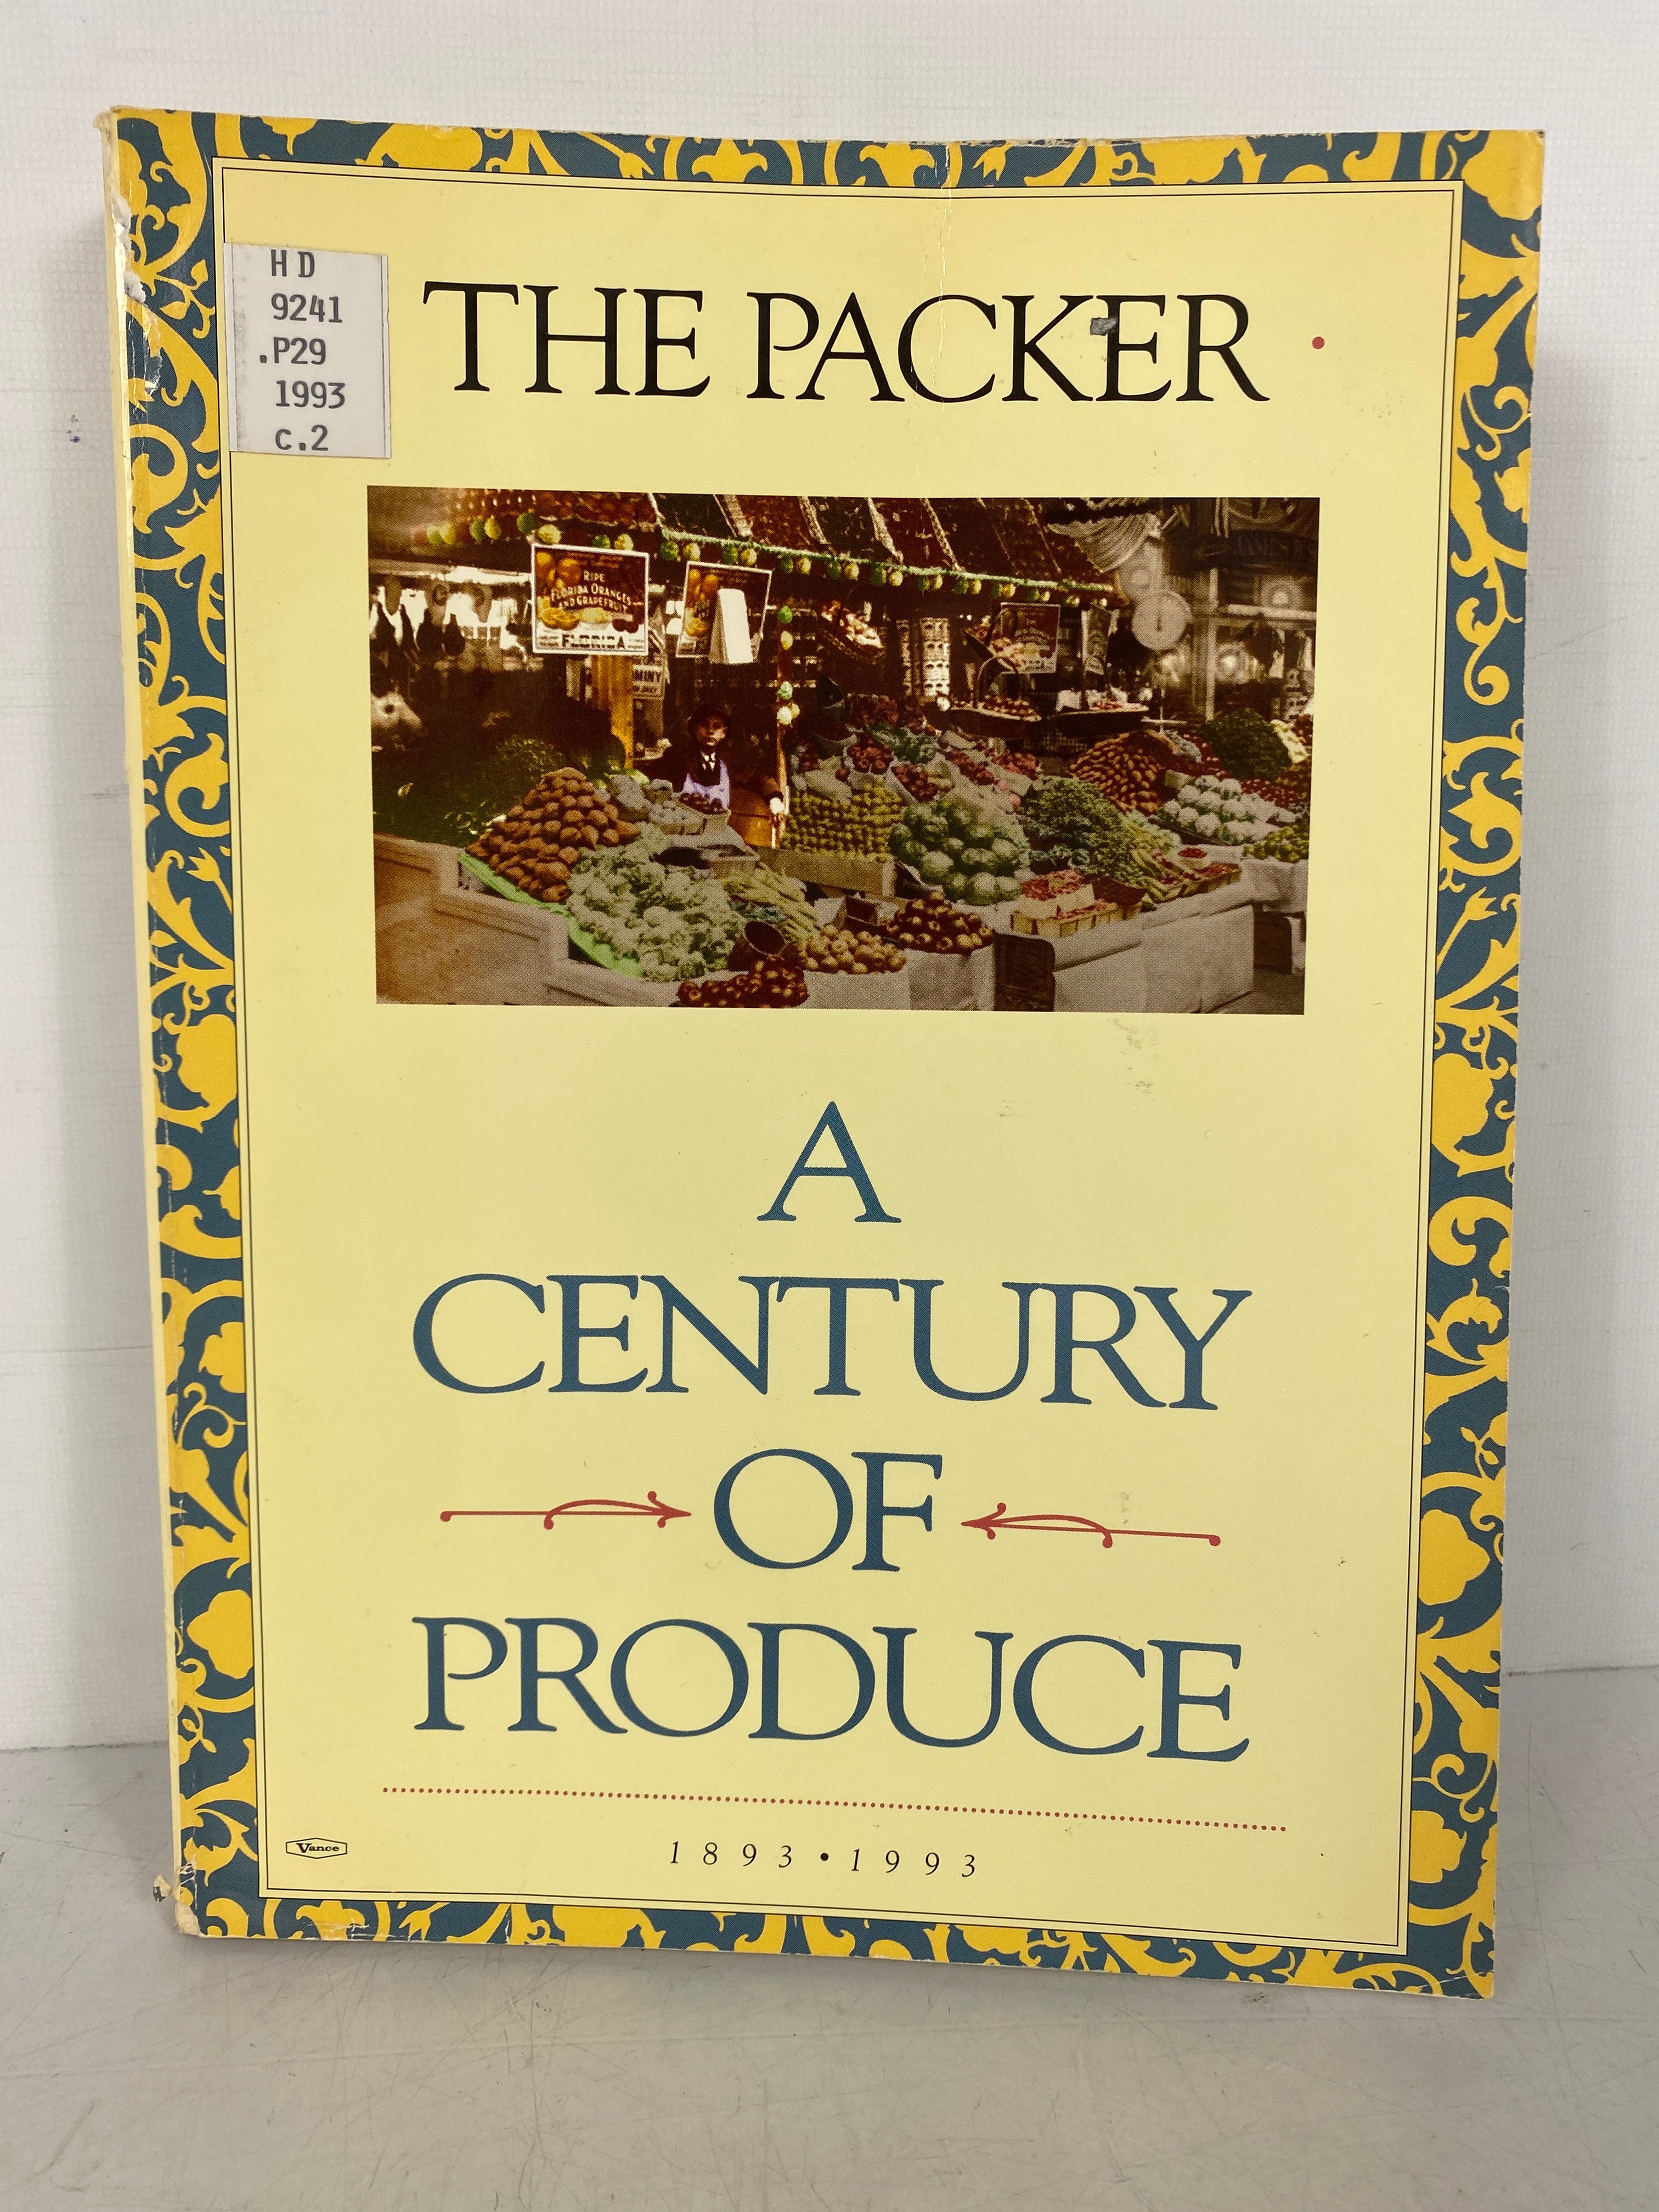 HD
9241
.P29
1993
c.2
THE PACKER
RIPE
FLORIDA ORANGES
AND GRAPEFRUIT
FLORIDA
A
CENTURY
OF
PRODUCE
Vance
1893•1993